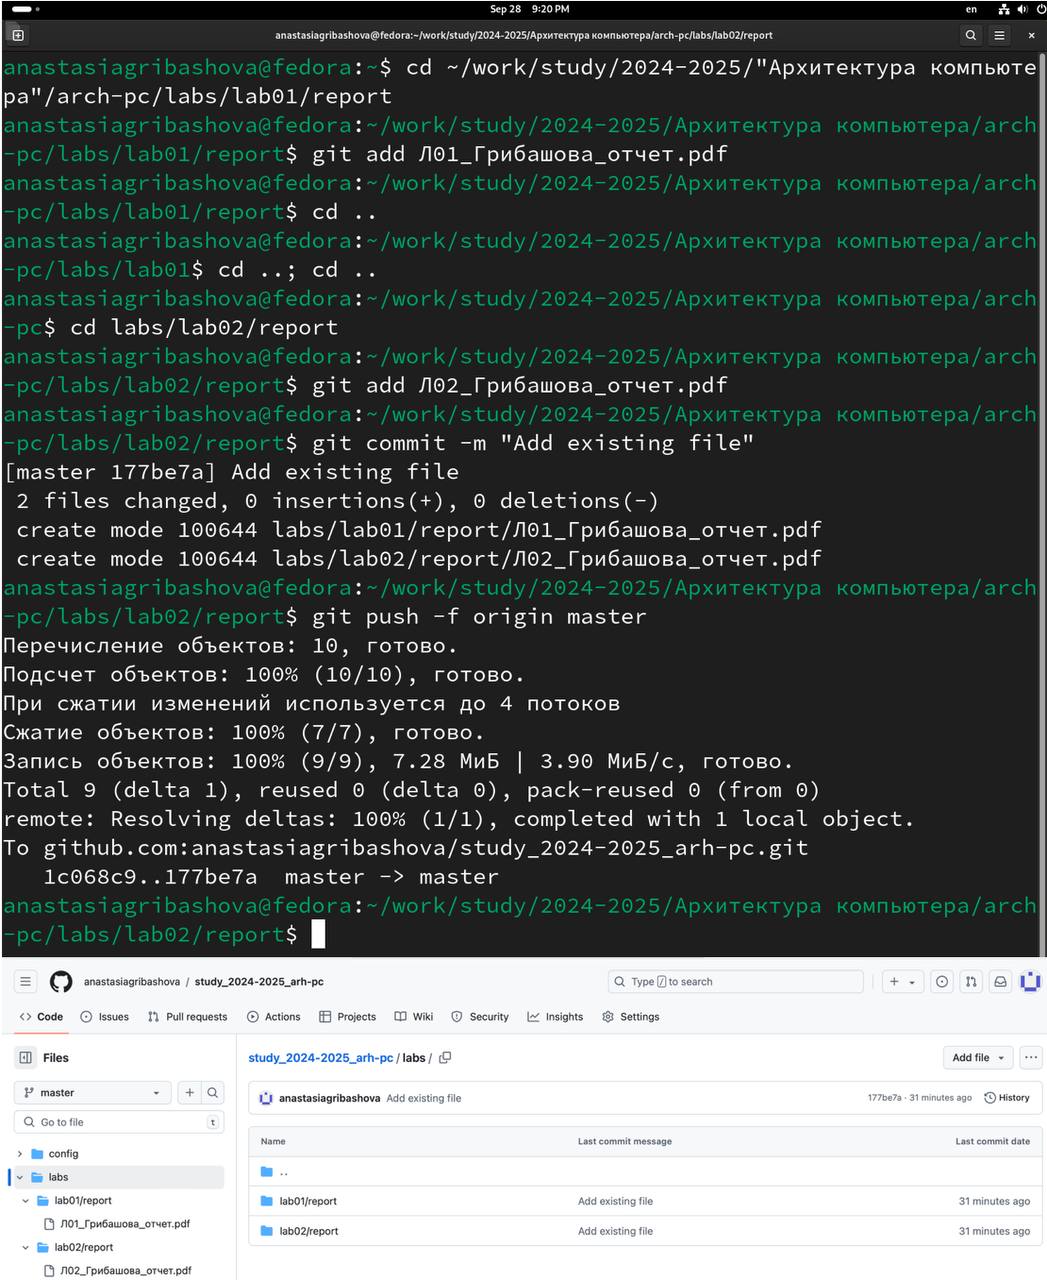 Sep 28 9:20 PM
en
anastasiagribashova@fedora:~/work/study/2024-2025/Архитектура компьютера/arch-pc/labs/lab02/report
anastasiagribashova@fedora:~$ cd ~/work/study/2024-2025/"Архитектура компьюте
ра"/arch-pc/labs/lab01/report
anastasiagribashova@fedora:~/work/study/2024-2025/Архитектура компьютера/arch
-pc/labs/lab01/report$ git add Л01_Грибашова_отчет.pdf
anastasiagribashova@fedora:~/work/study/2024-2025/Архитектура компьютера/arch
-pc/labs/lab01/report$ cd ..
anastasiagribashova@fedora:~/work/study/2024-2025/Архитектура компьютера/arch
-pc/labs/lab01$ cd ..; cd ..
anastasiagribashova@fedora:~/work/study/2024-2025/Архитектура компьютера/arch
-pc$ cd labs/lab02/report
anastasiagribashova@fedora:~/work/study/2024-2025/Архитектура компьютера/arch
-pc/labs/lab02/report$ git add Л02_Грибашова_отчет.pdf
anastasiagribashova@fedora:~/work/study/2024-2025/Архитектура компьютера/arch
-pc/labs/lab02/report$ git commit -m "Add existing file"
[master 177be7a] Add existing file
2 files changed, 0 insertions(+), 0 deletions(-)
create mode 100644 labs/lab01/report/Л01_Грибашова_отчет.pdf
create mode 100644 labs/lab02/report/Л02_Грибашова_отчет.pdf
anastasiagribashova@fedora:~/work/study/2024-2025/Архитектура компьютера/arch
-pc/labs/lab02/report$ git push -f origin master
Перечисление объектов: 10, готово.
Подсчет объектов: 100% (10/10), готово.
При сжатии изменений используется до 4 потоков
Сжатие объектов: 100% (7/7), готово.
Запись объектов: 100% (9/9), 7.28 МиБ | 3.90 МиБ/с, готово.
Total 9 (delta 1), reused 0 (delta 0), pack-reused 0 (from 0)
remote: Resolving deltas: 100% (1/1), completed with 1 local object.
To github.com:anastasiagribashova/study_2024-2025_arh-pc.git
1c068c9..177be7a master -> master
anastasiagribashova@fedora:~/work/study/2024-2025/Архитектура компьютера/arch
-pc/labs/lab02/report$
anastasiagribashova / study_2024-2025_arh-pc
Type / to search
Code Issues Pull requests Actions Projects Wiki Security Insights Settings
Files
study_2024-2025_arh-pc / labs /
Add file
master
Go to file
t
anastasiagribashova Add existing file
177be7a · 31 minutes ago History
config
labs
lab01/report
Л01_Грибашова_отчет.pdf
lab02/report
Л02_Грибашова_отчет.pdf
Name Last commit message Last commit date
..
lab01/report Add existing file 31 minutes ago
lab02/report Add existing file 31 minutes ago